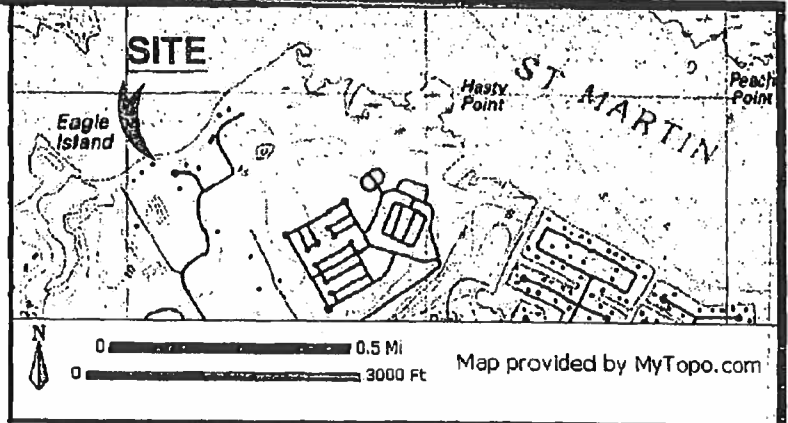 SITE
Eagle
Island
Hasty
Point
ST MARTIN
Peach
Point
N
0 0.5 Mi
0 3000 Ft
Map provided by MyTopo.com